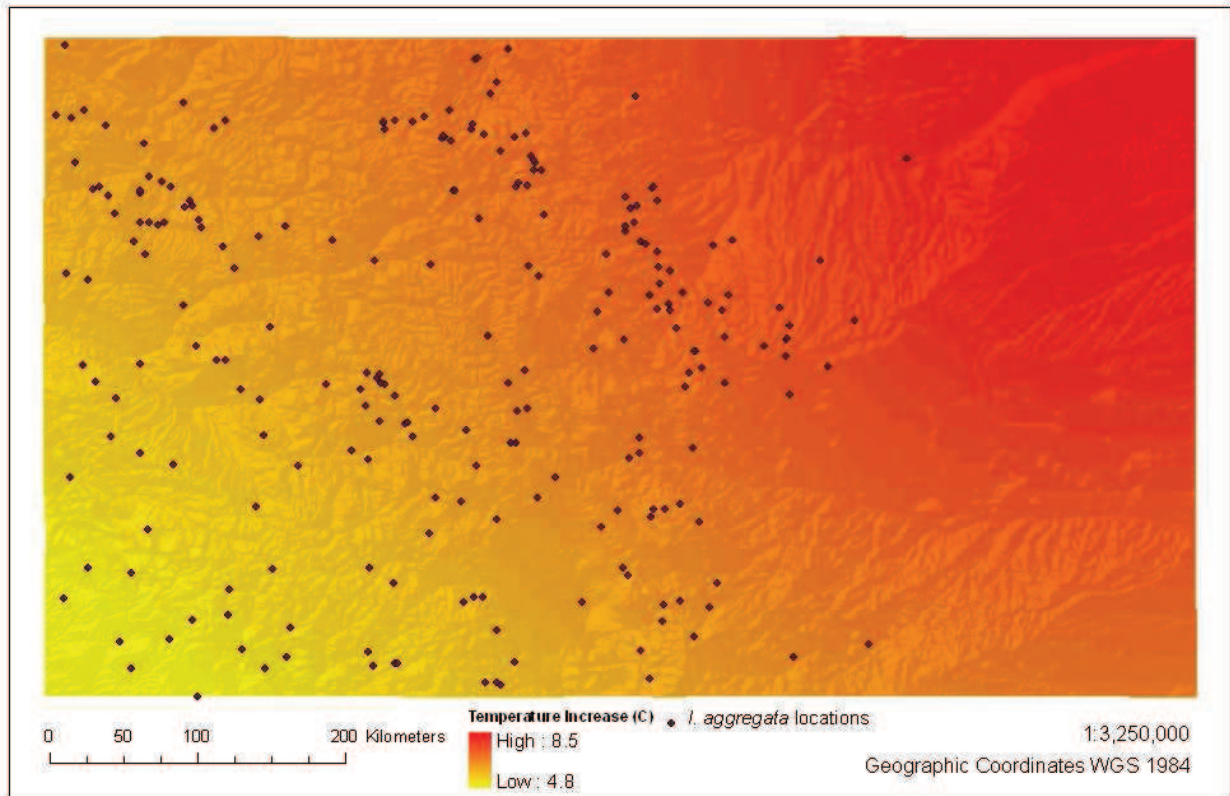 0 50 100 200 Kilometers
Temperature Increase (C)
High : 8.5
Low : 4.8
I. aggregata locations
1:3,250,000
Geographic Coordinates WGS 1984